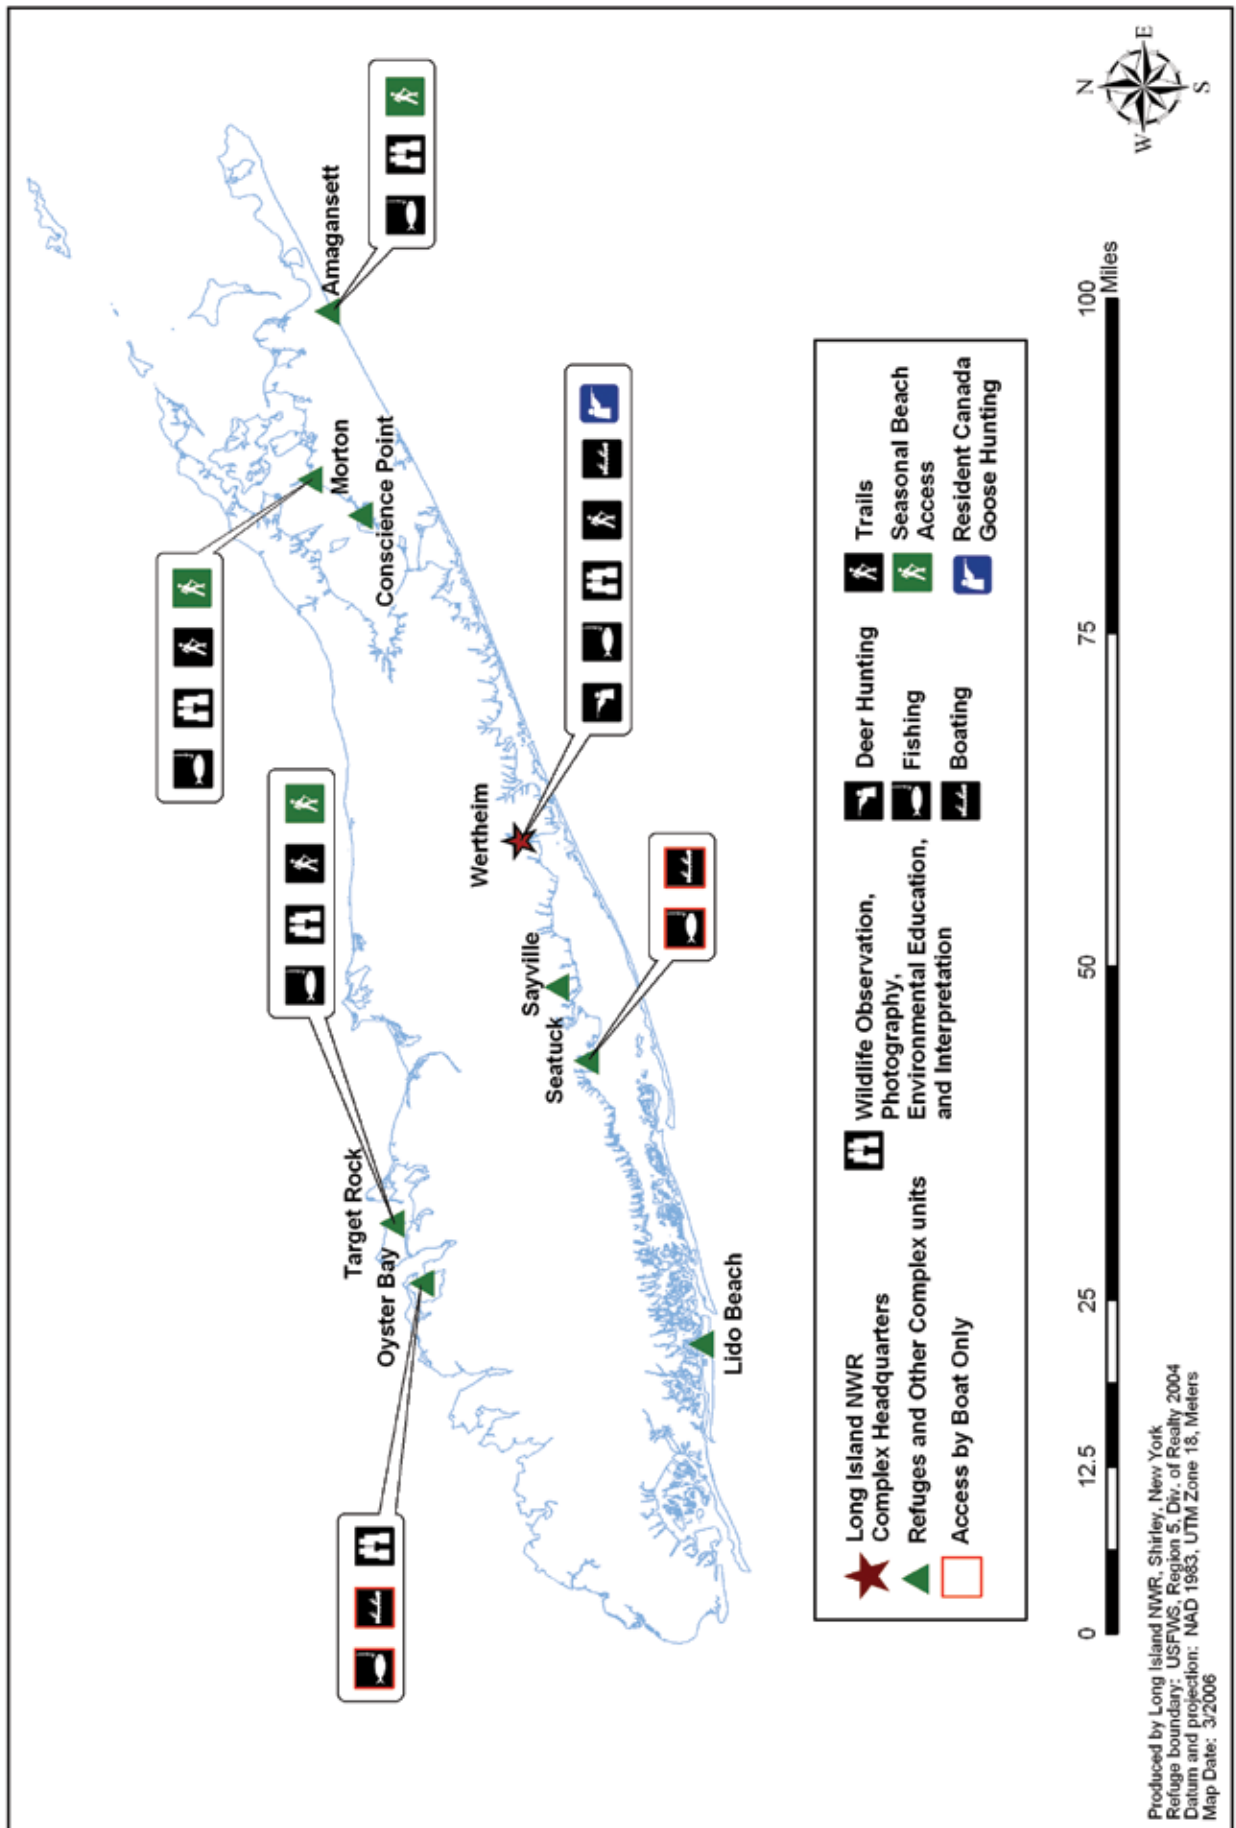 Amagansett
Morton
Conscience Point
Wertheim
Sayville
Seatuck
Target Rock
Oyster Bay
Lido Beach
Long Island NWR
Complex Headquarters
Refuges and Other Complex units
Access by Boat Only
Wildlife Observation,
Photography,
Environmental Education,
and Interpretation
Deer Hunting
Fishing
Boating
Trails
Seasonal Beach
Access
Resident Canada
Goose Hunting
0 12.5 25 50 75 100
Miles
N
W E
S
Produced by Long Island NWR, Shirley, New York
Refuge boundary: USFWS, Region 5, Div. of Realty 2004
Datum and projection: NAD 1983, UTM Zone 18, Meters
Map Date: 3/2006